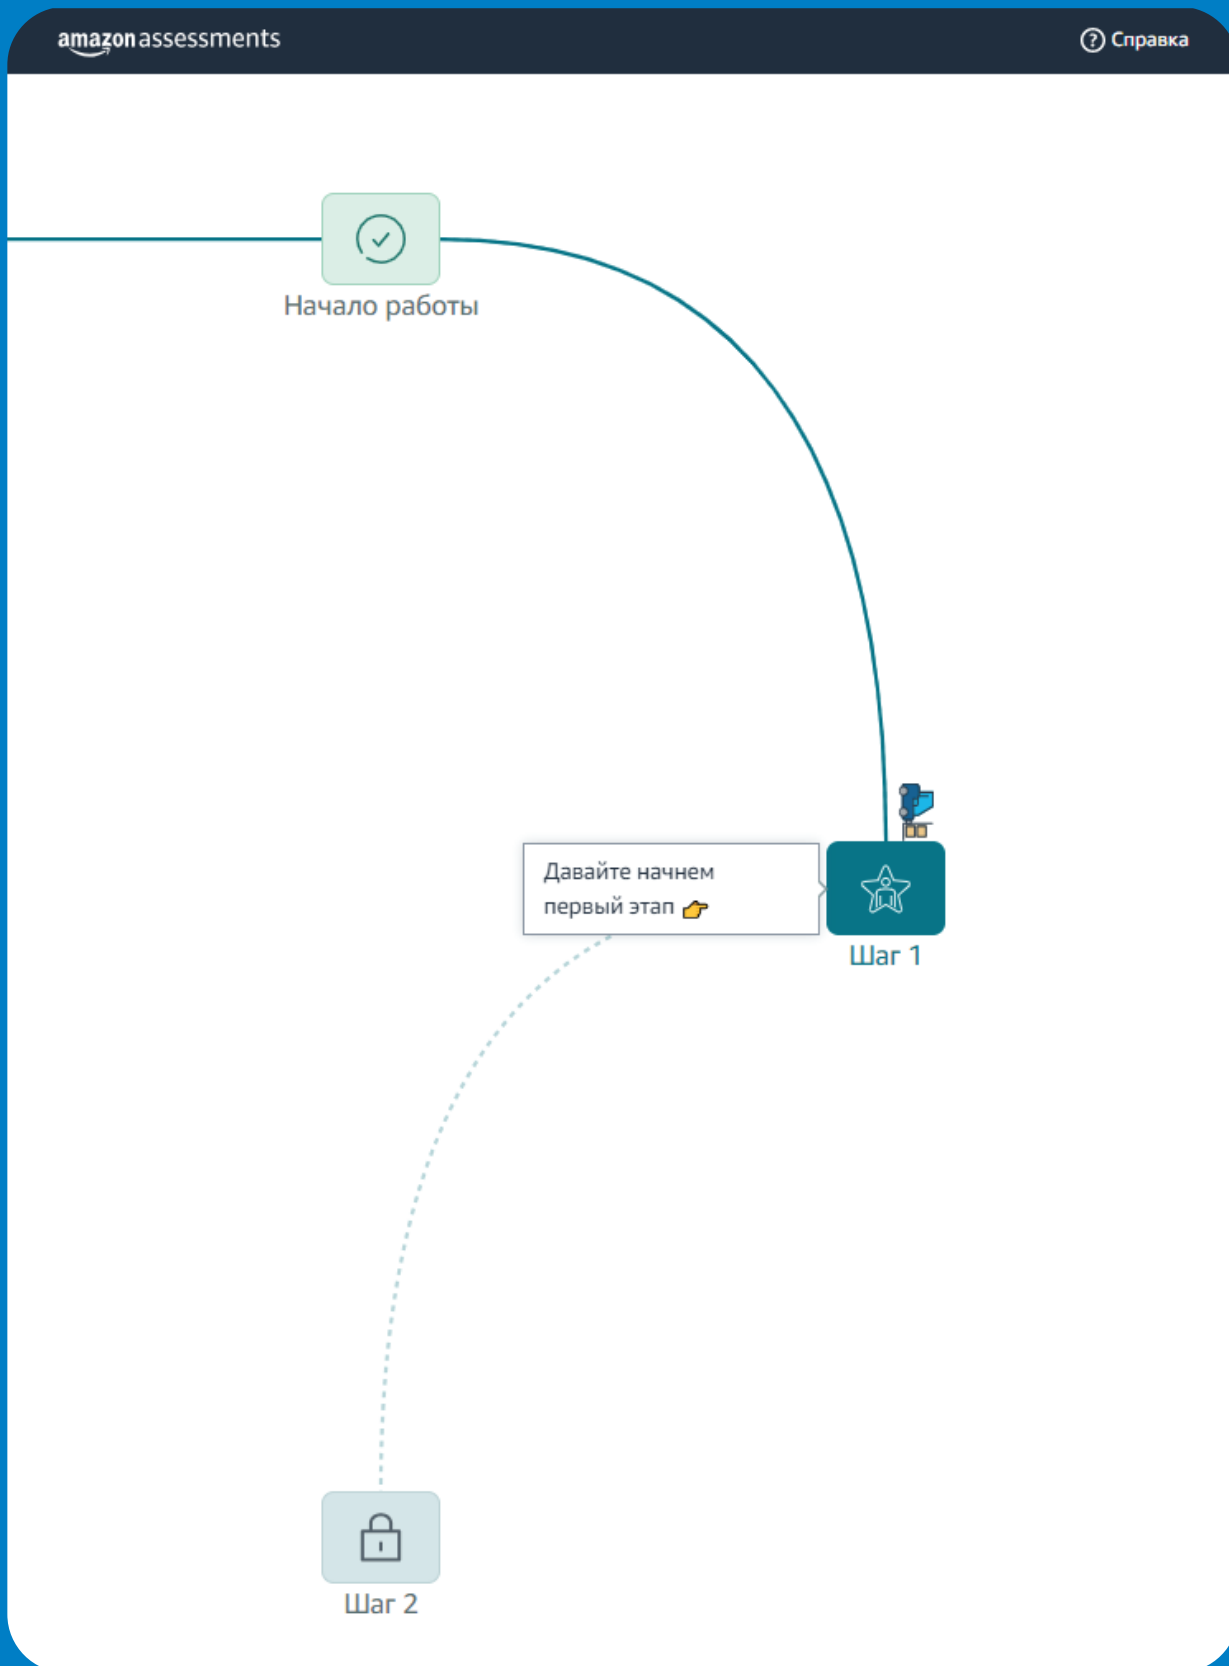 amazon assessments
Справка
Начало работы
Давайте начнем
первый этап
Шаг 1
Шаг 2